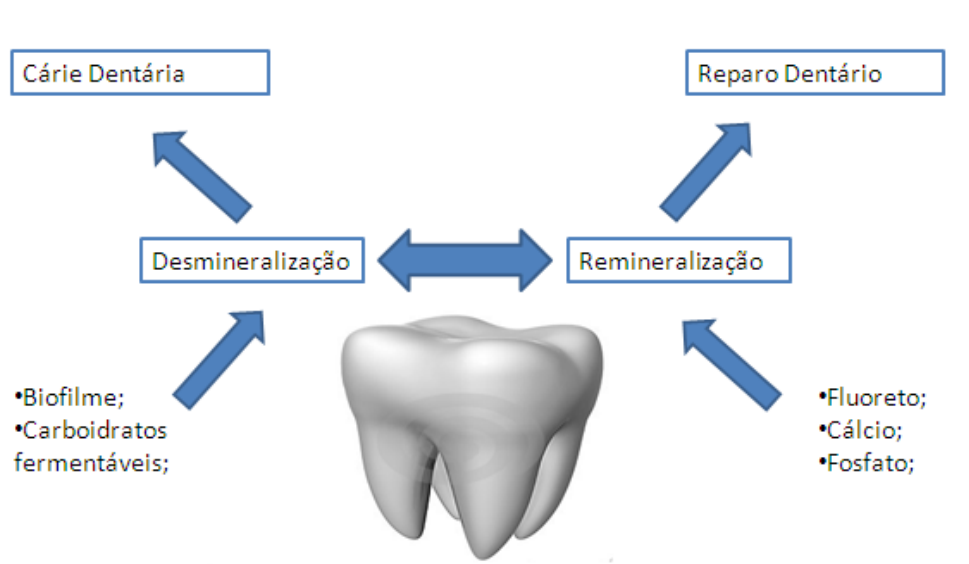 Cárie Dentária
Reparo Dentário
Desmineralização
Remineralização
•Biofilme;
•Carboidratos
fermentáveis;
•Fluoreto;
•Cálcio;
•Fosfato;